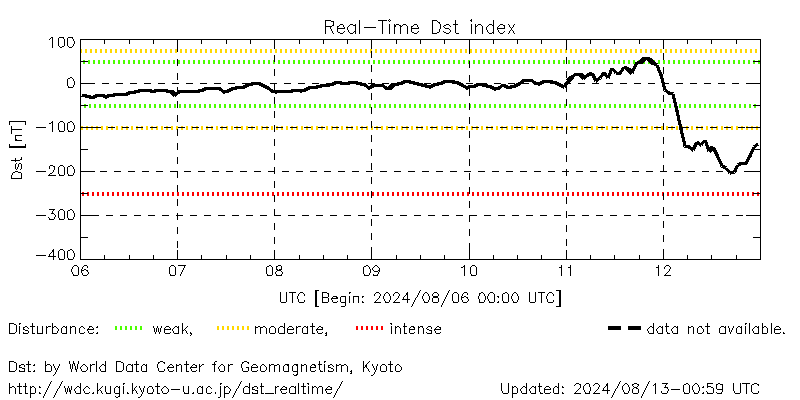 Real-Time Dst index
100
0
-100
-200
-300
-400
Dst [nT]
06 07 08 09 10 11 12
UTC [Begin: 2024/08/06 00:00 UTC]
Disturbance: weak, moderate, intense data not available.
Dst: by World Data Center for Geomagnetism, Kyoto
http://wdc.kugi.kyoto-u.ac.jp/dst_realtime/ Updated: 2024/08/13-00:59 UTC